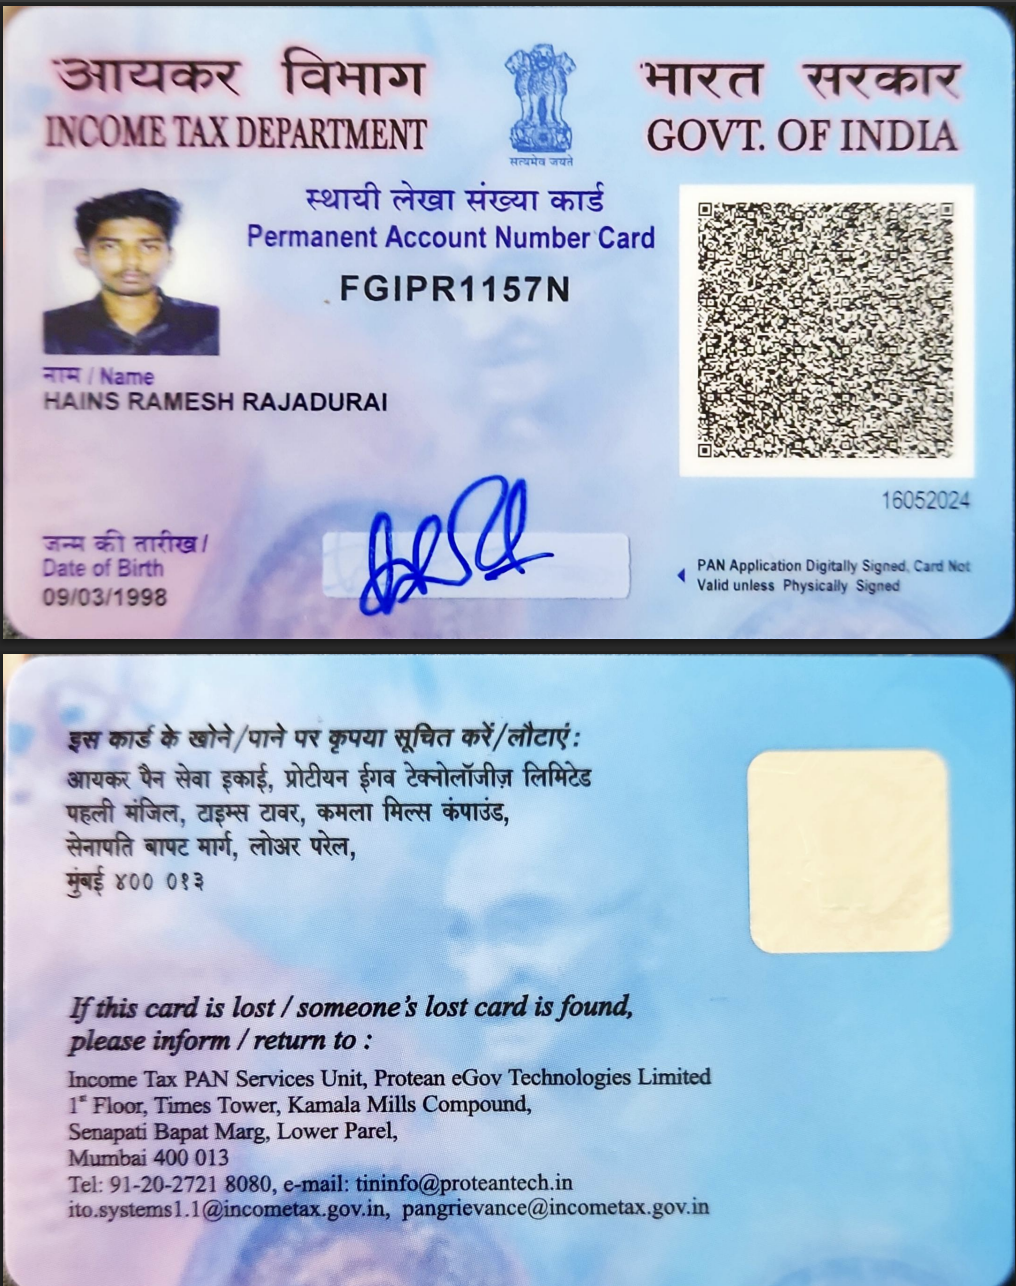 आयकर विभाग
INCOME TAX DEPARTMENT
सत्यमेव जयते
भारत सरकार
GOVT. OF INDIA
स्थायी लेखा संख्या कार्ड
Permanent Account Number Card
FGIPR1157N
नाम / Name
HAINS RAMESH RAJADURAI
16052024
जन्म की तारीख/
Date of Birth
09/03/1998
PAN Application Digitally Signed, Card Not
Valid unless Physically Signed
इस कार्ड के खोने/पाने पर कृपया सूचित करें/लौटाएं:
आयकर पैन सेवा इकाई, प्रोटीयन ईगव टेक्नोलॉजीज़ लिमिटेड
पहली मंजिल, टाइम्स टावर, कमला मिल्स कंपाउंड,
सेनापति बापट मार्ग, लोअर परेल,
मुंबई ४०० ०१३
If this card is lost / someone's lost card is found,
please inform / return to :
Income Tax PAN Services Unit, Protean eGov Technologies Limited
1st Floor, Times Tower, Kamala Mills Compound,
Senapati Bapat Marg, Lower Parel,
Mumbai 400 013
Tel: 91-20-2721 8080, e-mail: tininfo@proteantech.in
ito.systems1.1@incometax.gov.in, pangrievance@incometax.gov.in